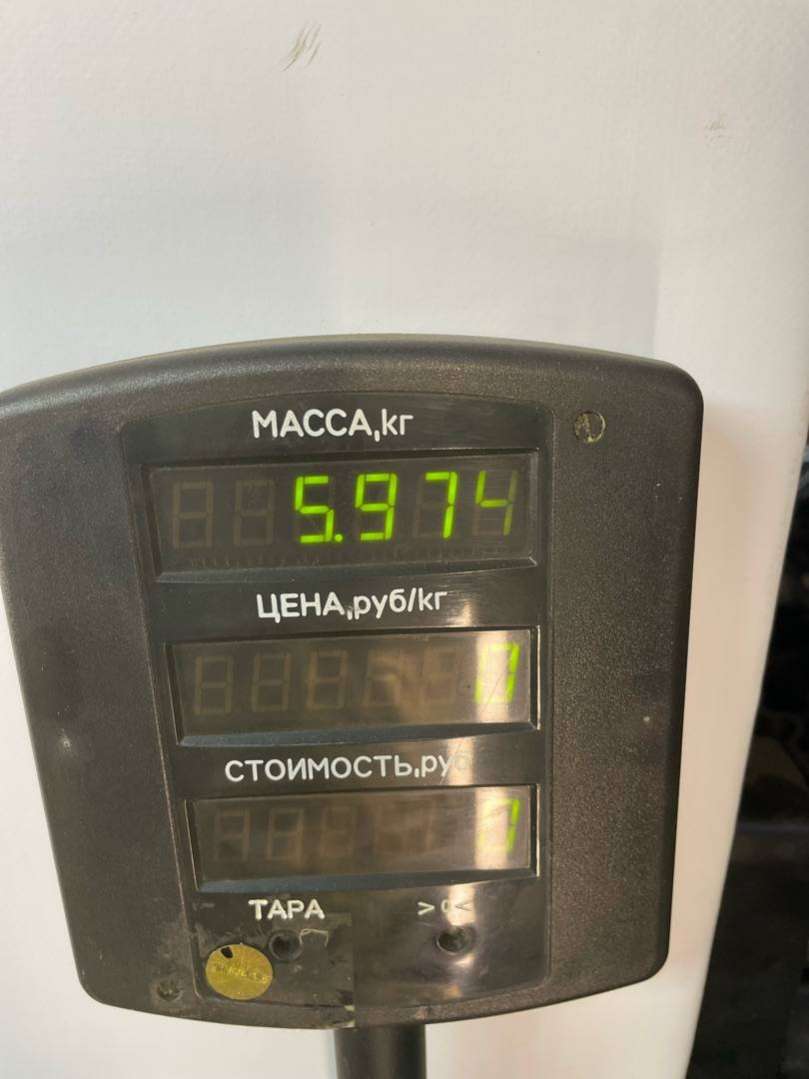 МАССА,кг
5.974
ЦЕНА,руб/кг
0
СТОИМОСТЬ,руб
0
ТАРА >0<